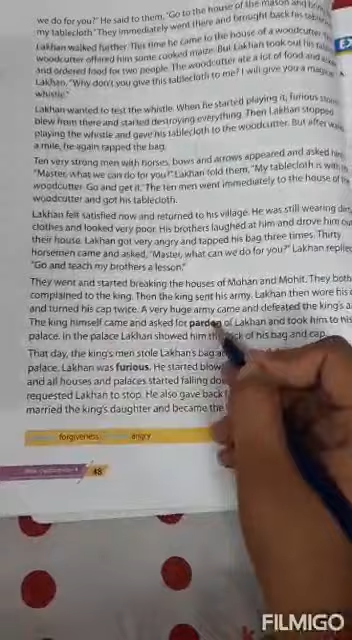 we do for you?" He said to them, "Go to the house of the mason and bring
my tablecloth." They immediately went there and brought back his tablecloth
Lakhan walked further. This time he came to the house of a woodcutter. The
woodcutter offered him some cooked maize. But Lakhan took out his
and ordered food for two people. The woodcutter ate a lot of food and
Lakhan, "Why don't you give this tablecloth to me? I will give you a magical
whistle."
Lakhan wanted to test the whistle. When he started playing it, furious
blew from there and started destroying everything. Then Lakhan stopped
playing the whistle and gave his tablecloth to the woodcutter. But after
a mile, he again rapped the bag.
Ten very strong men with horses, bows and arrows appeared and asked
"Master, what we can do for you?" Lakhan told them, "My tablecloth is with
woodcutter. Go and get it." The ten men went immediately to the house of
woodcutter and got his tablecloth.
Lakhan felt satisfied now and returned to his village. He was still wearing
clothes and looked very poor. His brothers laughed at him and drove him
their house. Lakhan got very angry and tapped his bag three times. Thirty
horsemen came and asked, "Master, what can we do for you?" Lakhan replied
"Go and teach my brothers a lesson."
They went and started breaking the houses of Mohan and Mohit. They both
complained to the king. Then the king sent his army. Lakhan then wore his
and turned his cap twice. A very huge army came and defeated the king's
The king himself came and asked for pardon of Lakhan and took him to his
palace. In the palace Lakhan showed him the of his bag and cap.
That day, the king's men stole Lakhan's bag
palace. Lakhan was furious. He started
and all houses and palaces started falling
requested Lakhan to stop. He also gave back
married the king's daughter and became the
forgiveness angry
48
FILMIGO